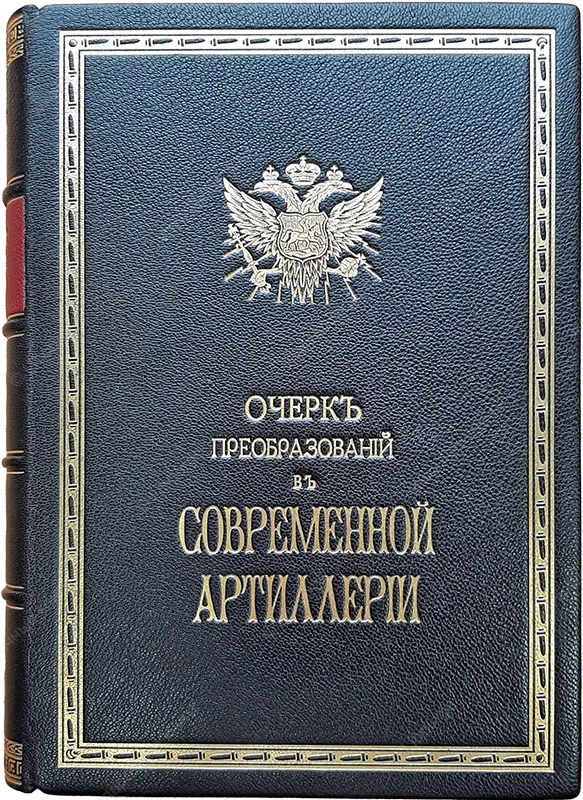 ОЧЕРКЪ
ПРЕОБРАЗОВАНІЙ
ВЪ
СОВРЕМЕННОЙ
АРТИЛЛЕРІИ